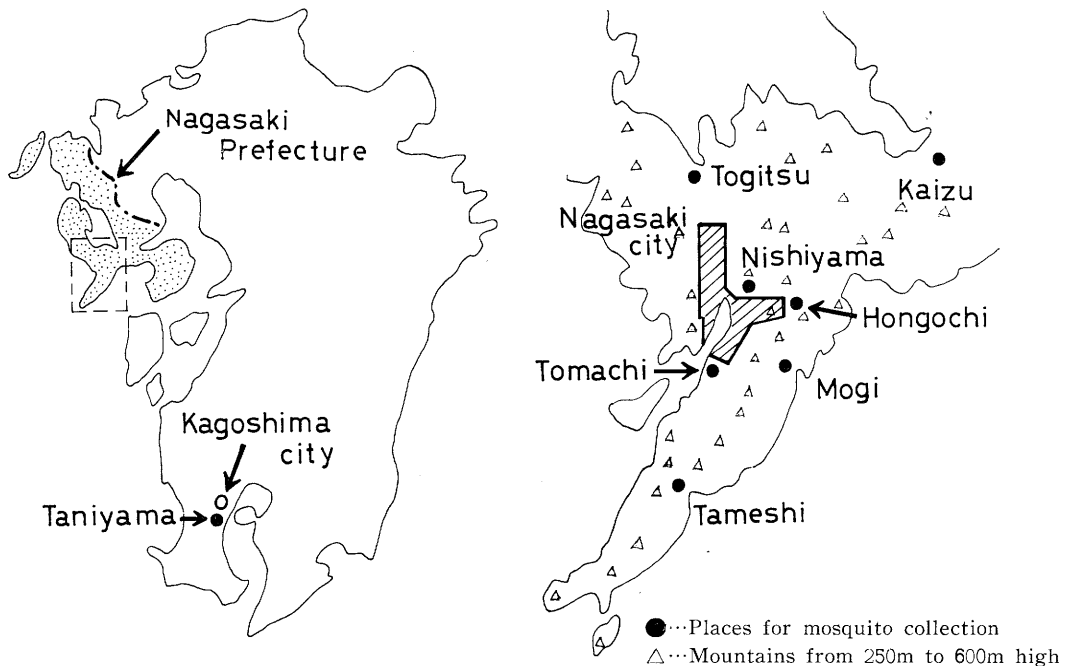 Nagasaki
Prefecture
Kagoshima
city
Taniyama
Togitsu
Kaizu
Nagasaki
city
Nishiyama
Hongochi
Tomachi
Mogi
Tameshi
●…Places for mosquito collection
△…Mountains from 250m to 600m high